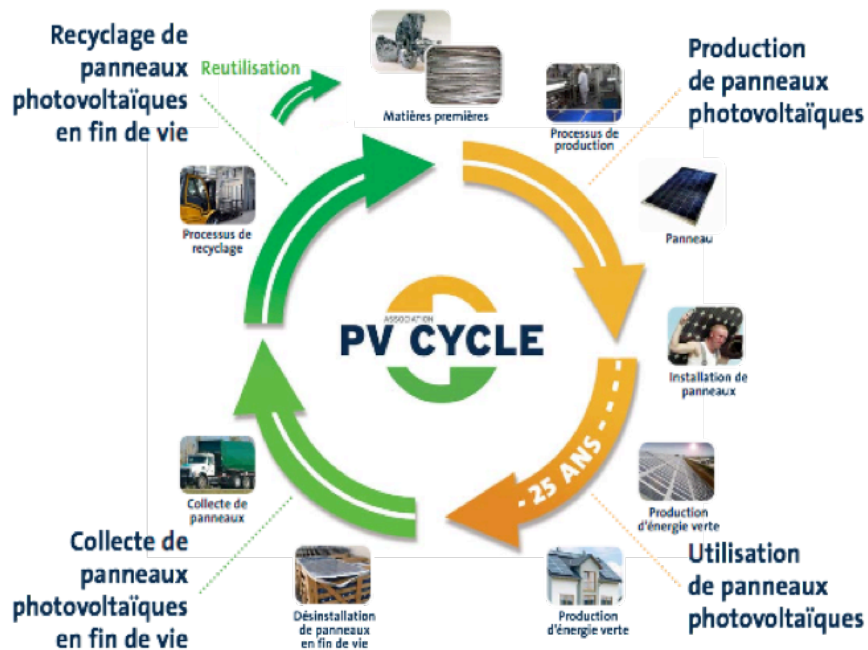 Recyclage de
panneaux
photovoltaïques
en fin de vie
Reutilisation
Matières premières
Processus de
production
Production
de panneaux
photovoltaïques
Panneau
Installation de
panneaux
Production
d'énergie verte
Utilisation
de panneaux
photovoltaïques
Production
d'énergie verte
- 25 ANS -
Désinstallation
de panneaux
en fin de vie
Collecte de
panneaux
photovoltaïques
en fin de vie
Collecte de
panneaux
Processus de
recyclage
ASSOCIATION
PV CYCLE